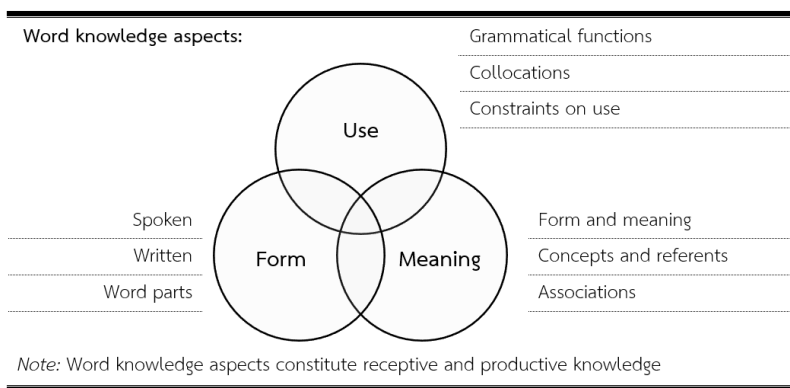 Word knowledge aspects:
Grammatical functions
Collocations
Constraints on use
Use
Spoken
Written
Word parts
Form
Meaning
Form and meaning
Concepts and referents
Associations
Note: Word knowledge aspects constitute receptive and productive knowledge